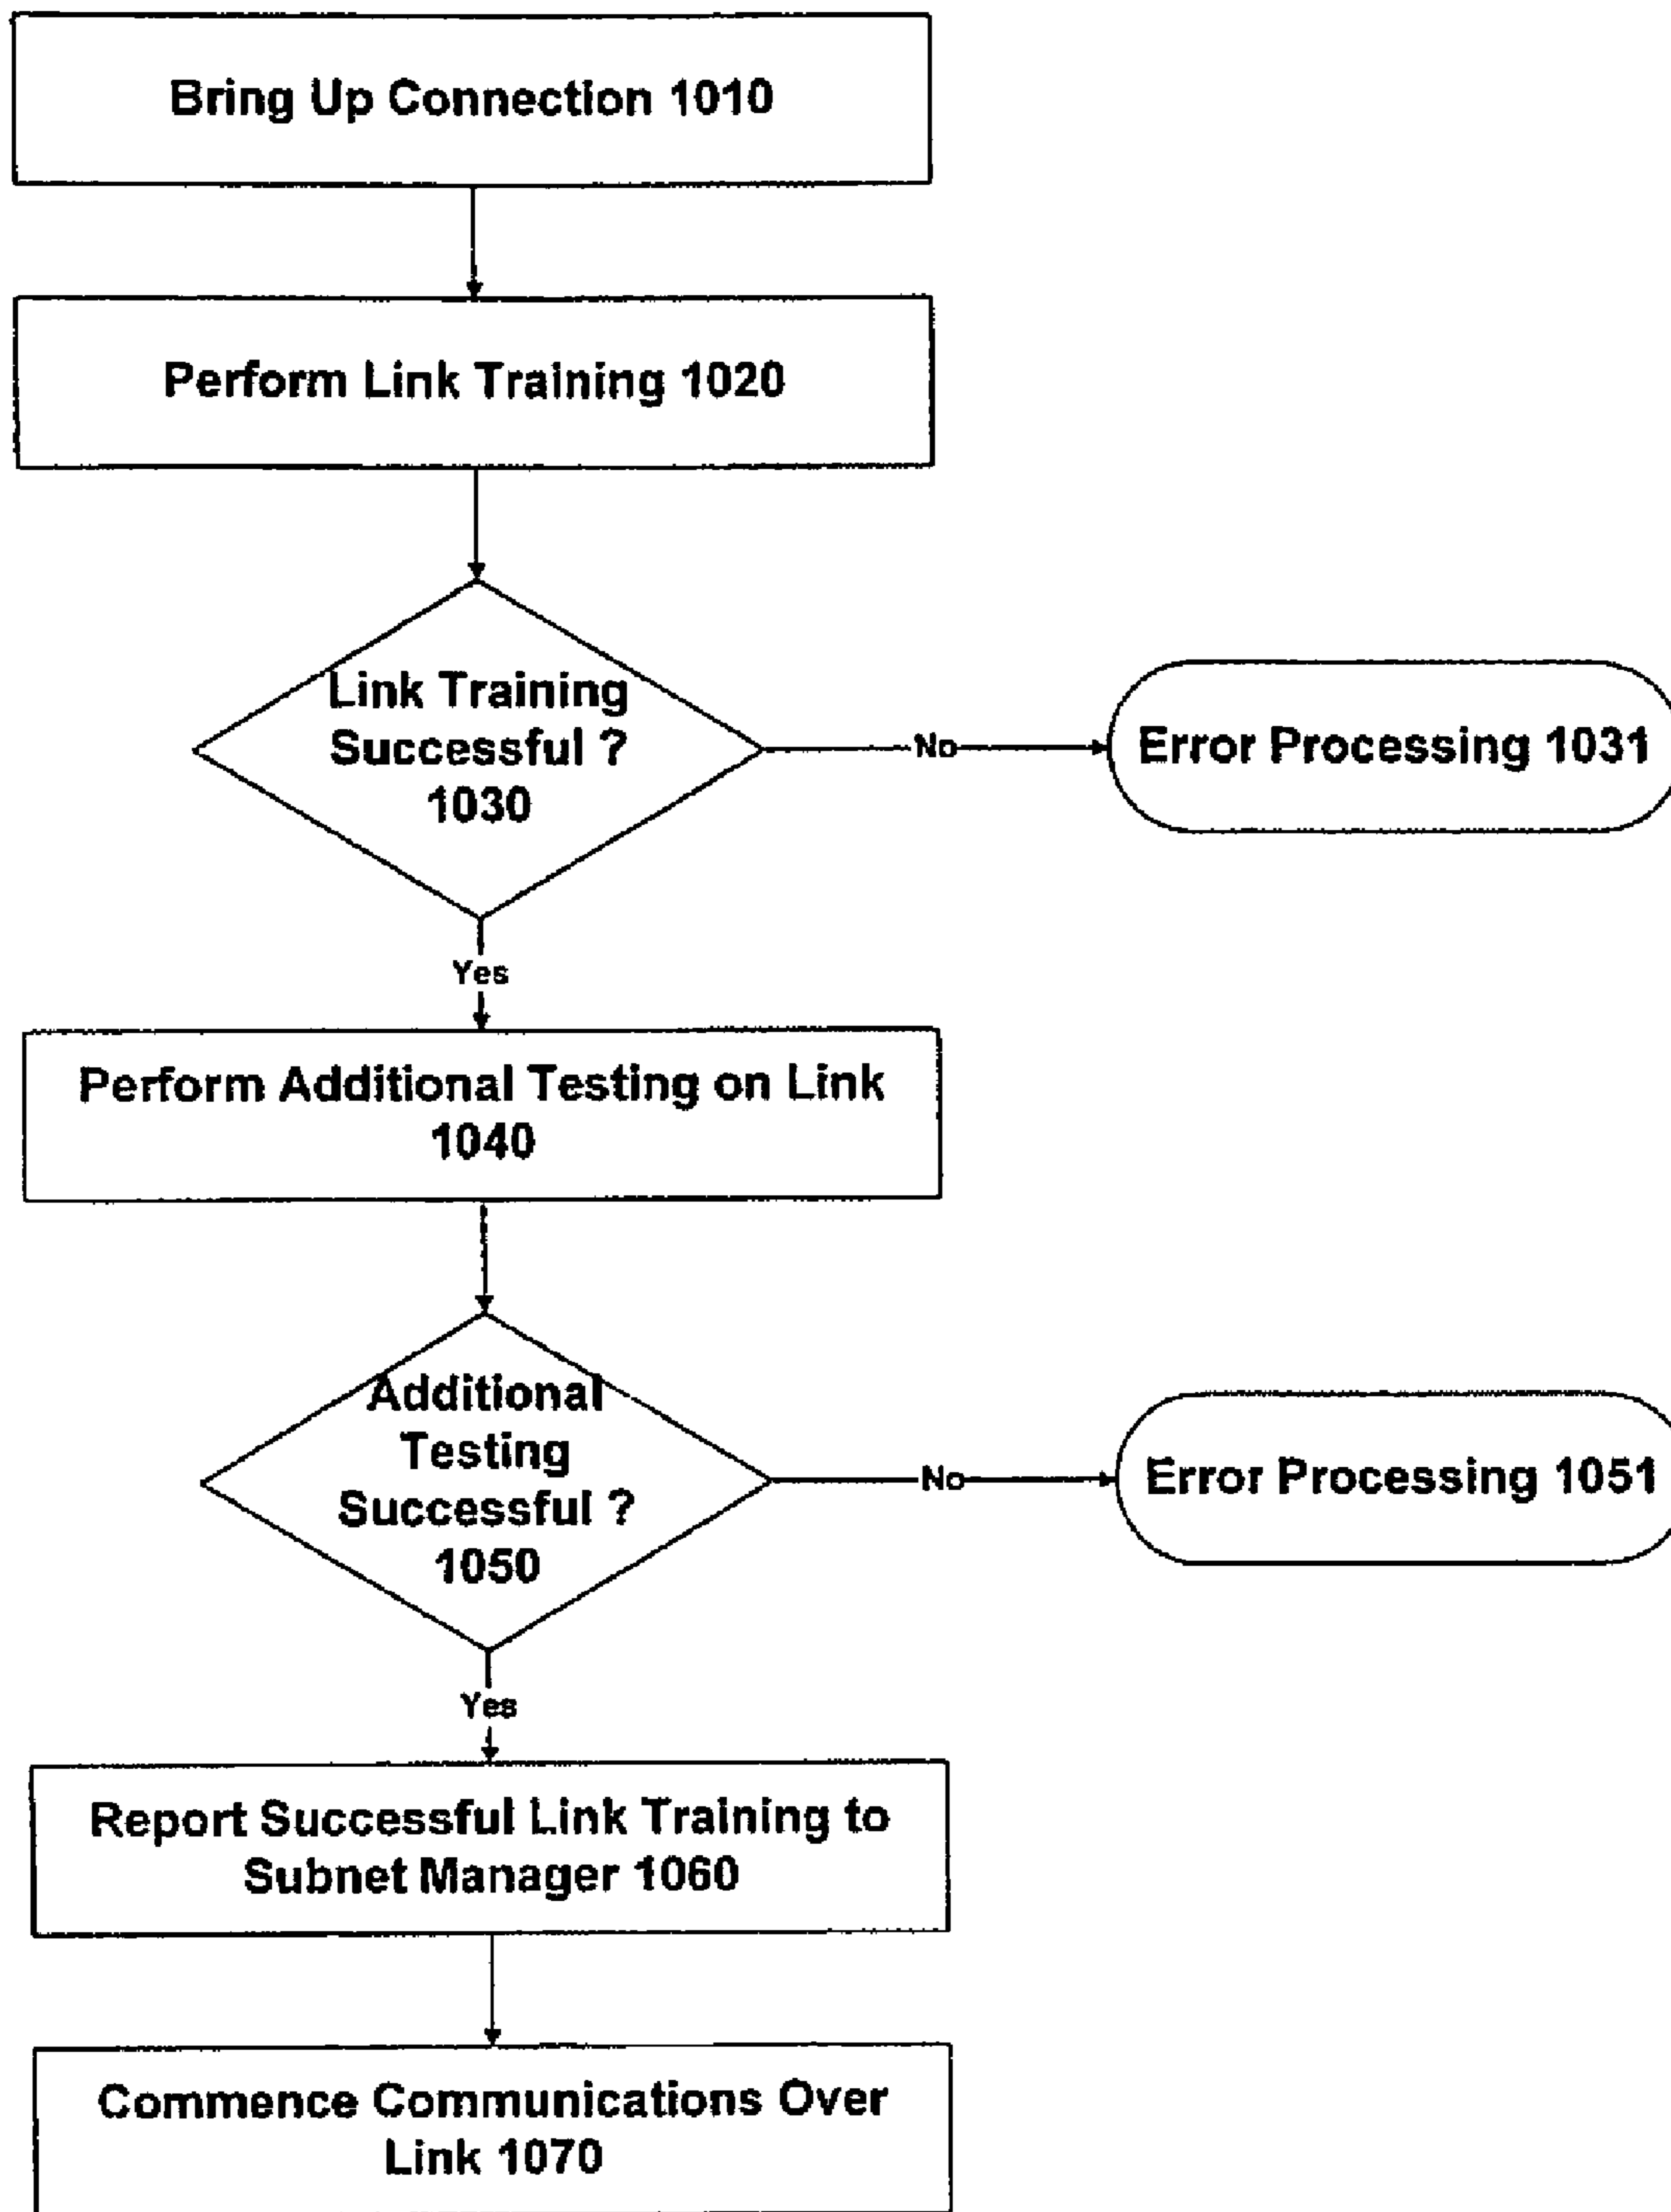 Bring Up Connection 1010
Perform Link Training 1020
Link Training
Successful ?
1030
No
Error Processing 1031
Yes
Perform Additional Testing on Link
1040
Additional
Testing
Successful ?
1050
No
Error Processing 1051
Yes
Report Successful Link Training to
Subnet Manager 1060
Commence Communications Over
Link 1070